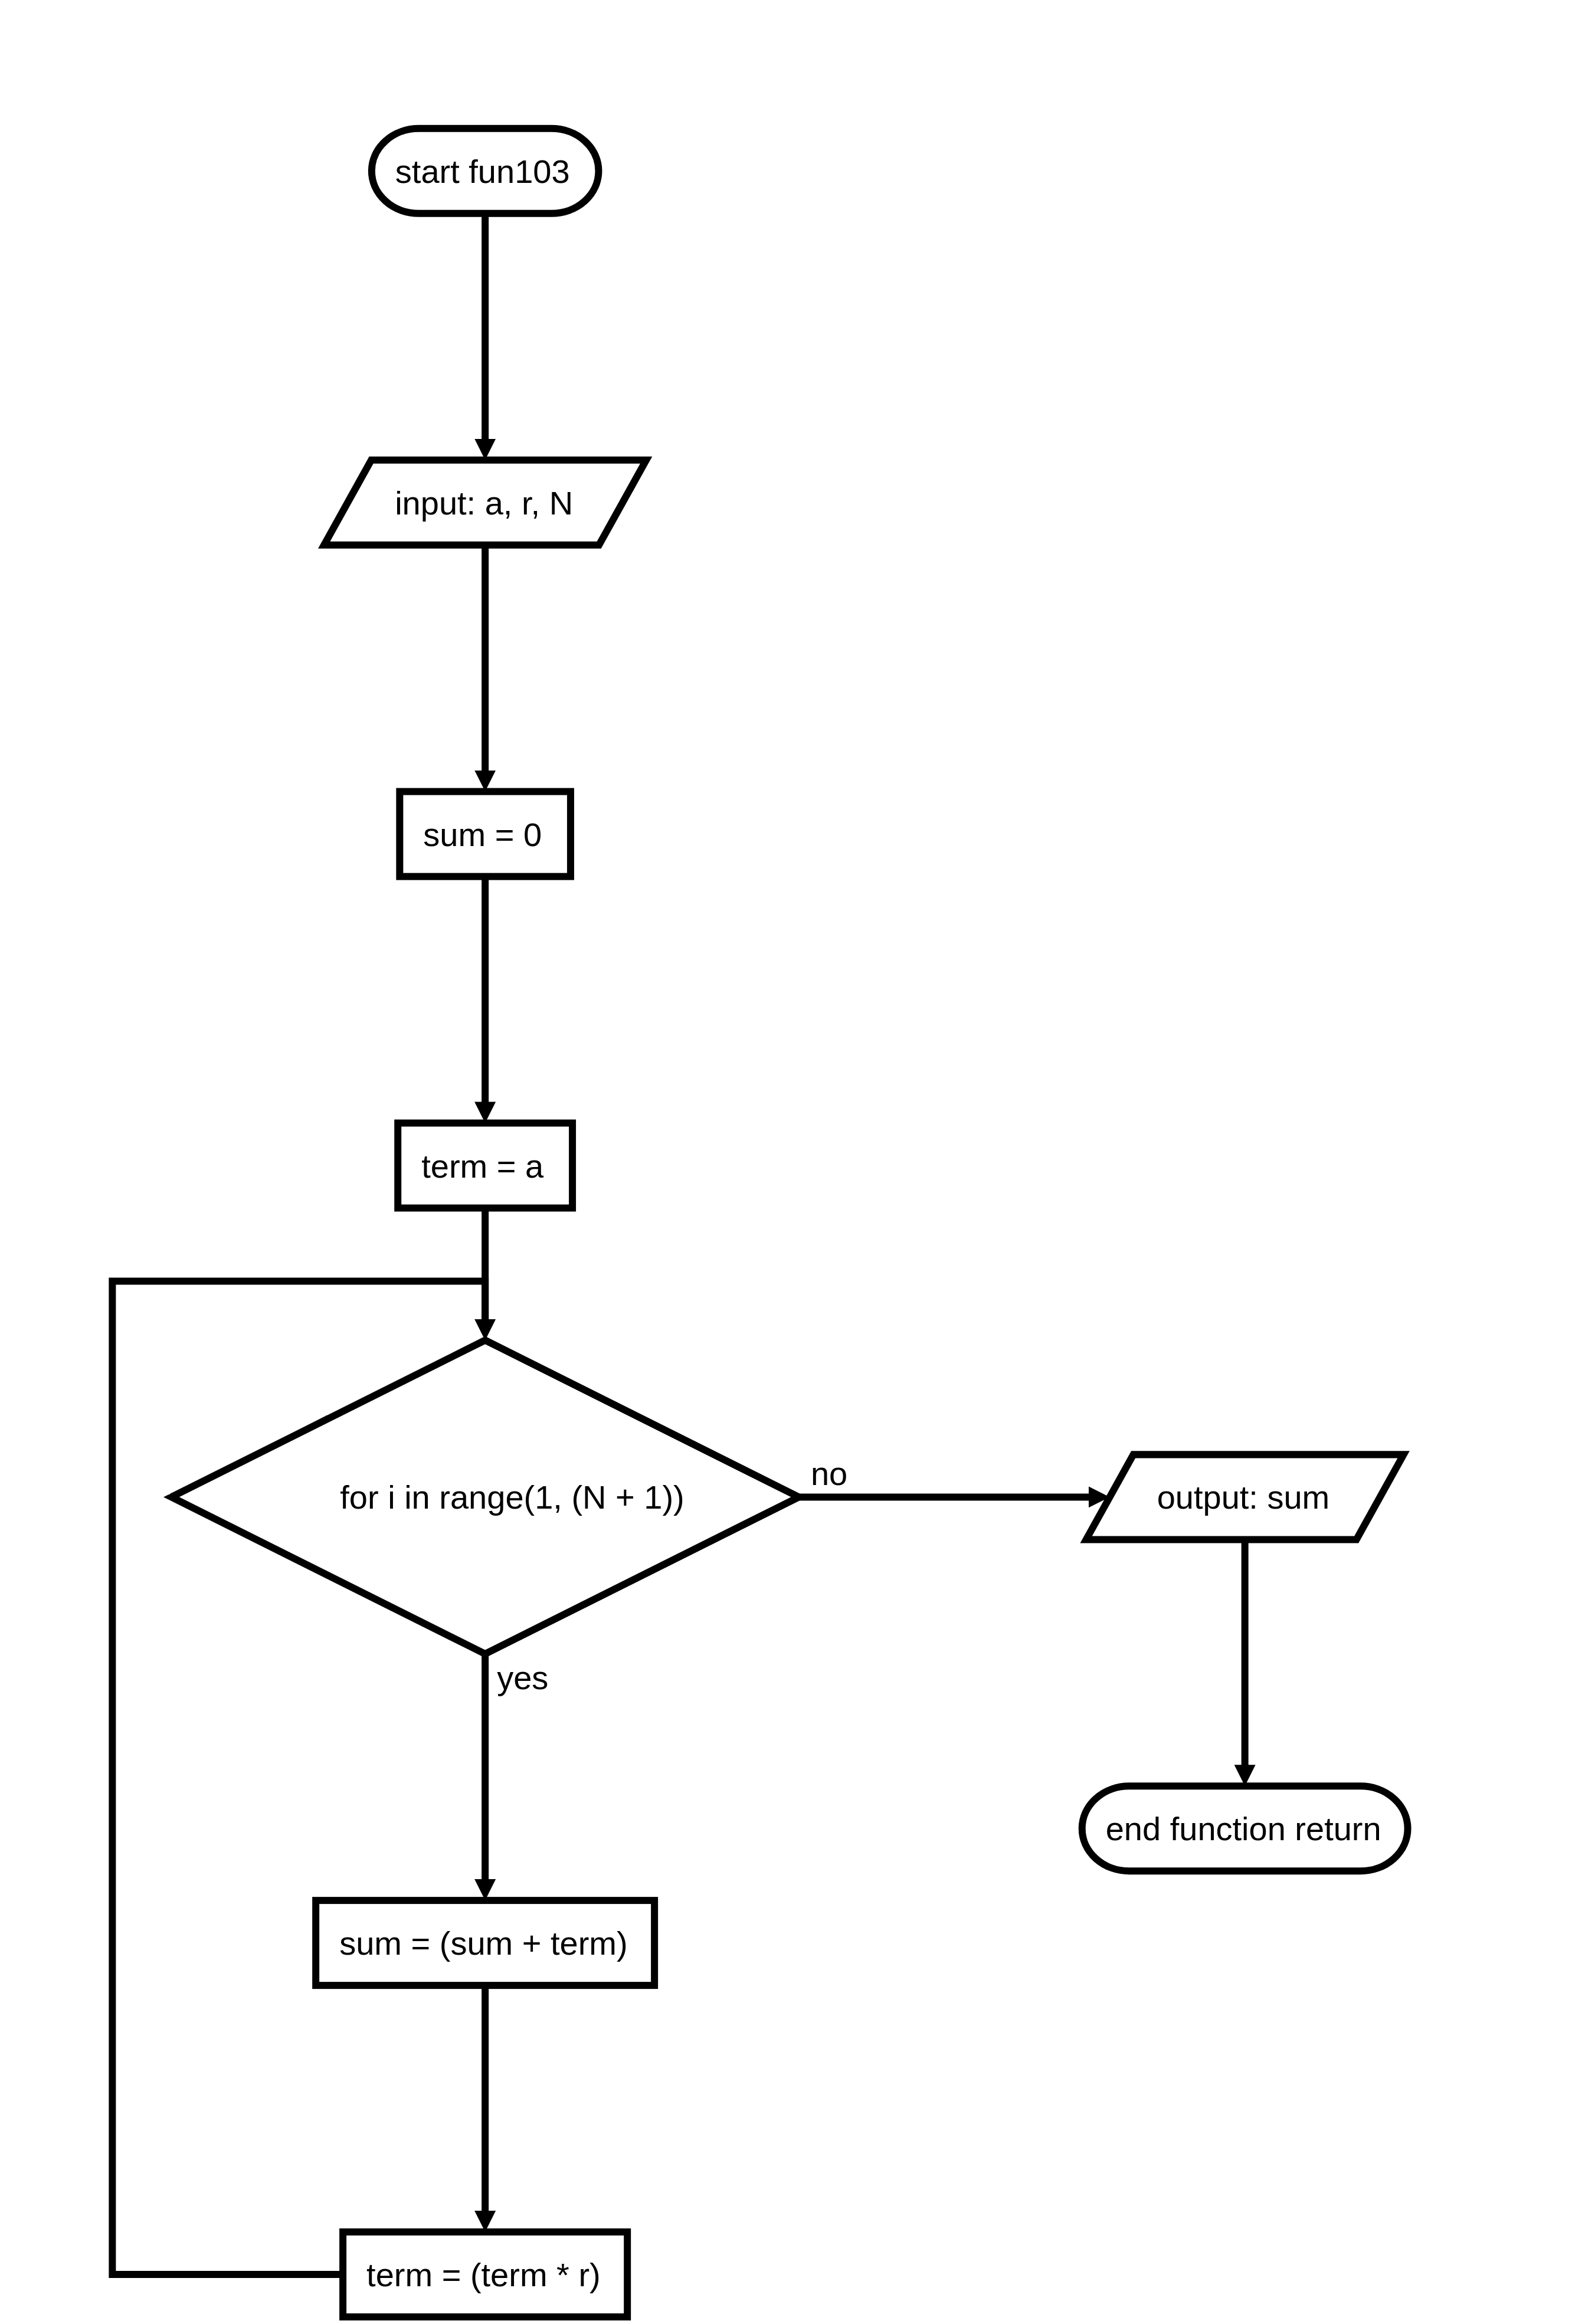 start fun103
input: a, r, N
sum = 0
term = a
for i in range(1, (N + 1))
no
output: sum
yes
end function return
sum = (sum + term)
term = (term * r)